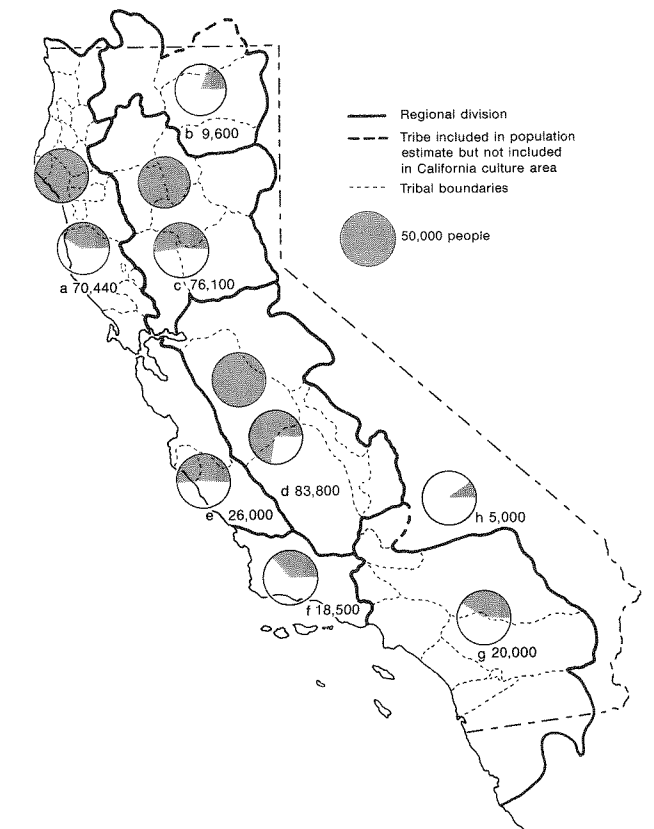 b 9,600
Regional division
Tribe included in population
estimate but not included
in California culture area
Tribal boundaries
50,000 people
a 70,440
c 76,100
d 83,800
e 26,000
h 5,000
f 18,500
g 20,000